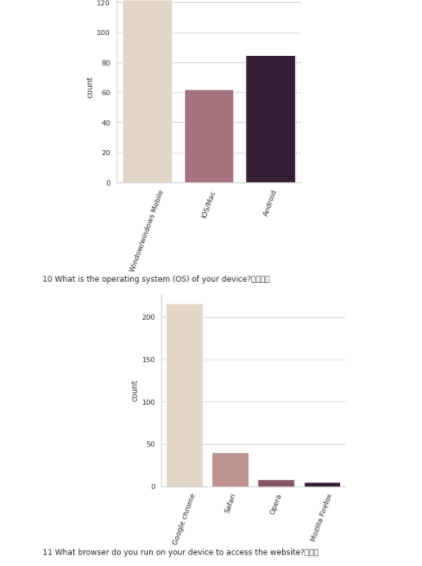 120
100
80
60
40
20
0
count
Window/windows Mobile
IOS/Mac
Android
10 What is the operating system (OS) of your device?▯▯▯▯
200
150
100
50
0
count
Google chrome
Safari
Opera
Mozilla Firefox
11 What browser do you run on your device to access the website?▯▯▯